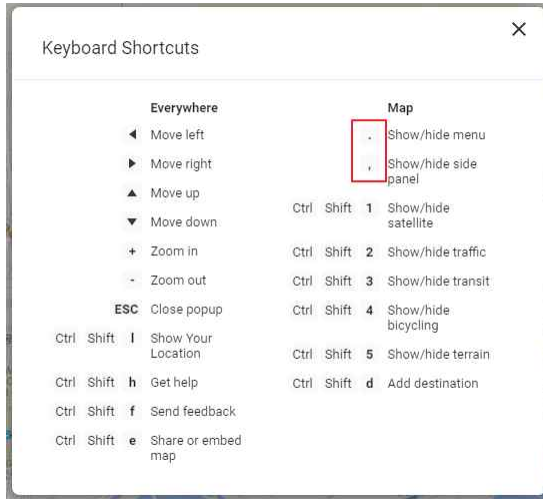 Keyboard Shortcuts
Everywhere
◀ Move left
▶ Move right
▲ Move up
▼ Move down
+ Zoom in
- Zoom out
ESC Close popup
Ctrl Shift l Show Your
Location
Ctrl Shift h Get help
Ctrl Shift f Send feedback
Ctrl Shift e Share or embed
map
Map
. Show/hide menu
, Show/hide side
panel
Ctrl Shift 1 Show/hide
satellite
Ctrl Shift 2 Show/hide traffic
Ctrl Shift 3 Show/hide transit
Ctrl Shift 4 Show/hide
bicycling
Ctrl Shift 5 Show/hide terrain
Ctrl Shift d Add destination